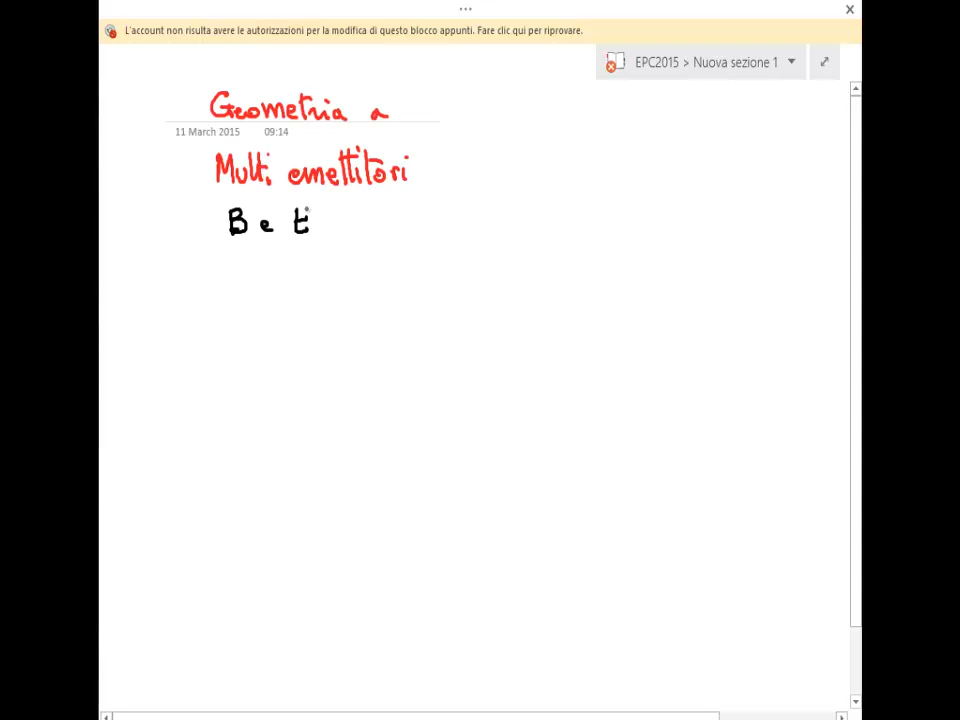 ...
L'account non risulta avere le autorizzazioni per la modifica di questo blocco appunti. Fare clic qui per riprovare.
EPC2015 > Nuova sezione 1
Geometria a
11 March 2015 09:14
Multi emettitori
B e E